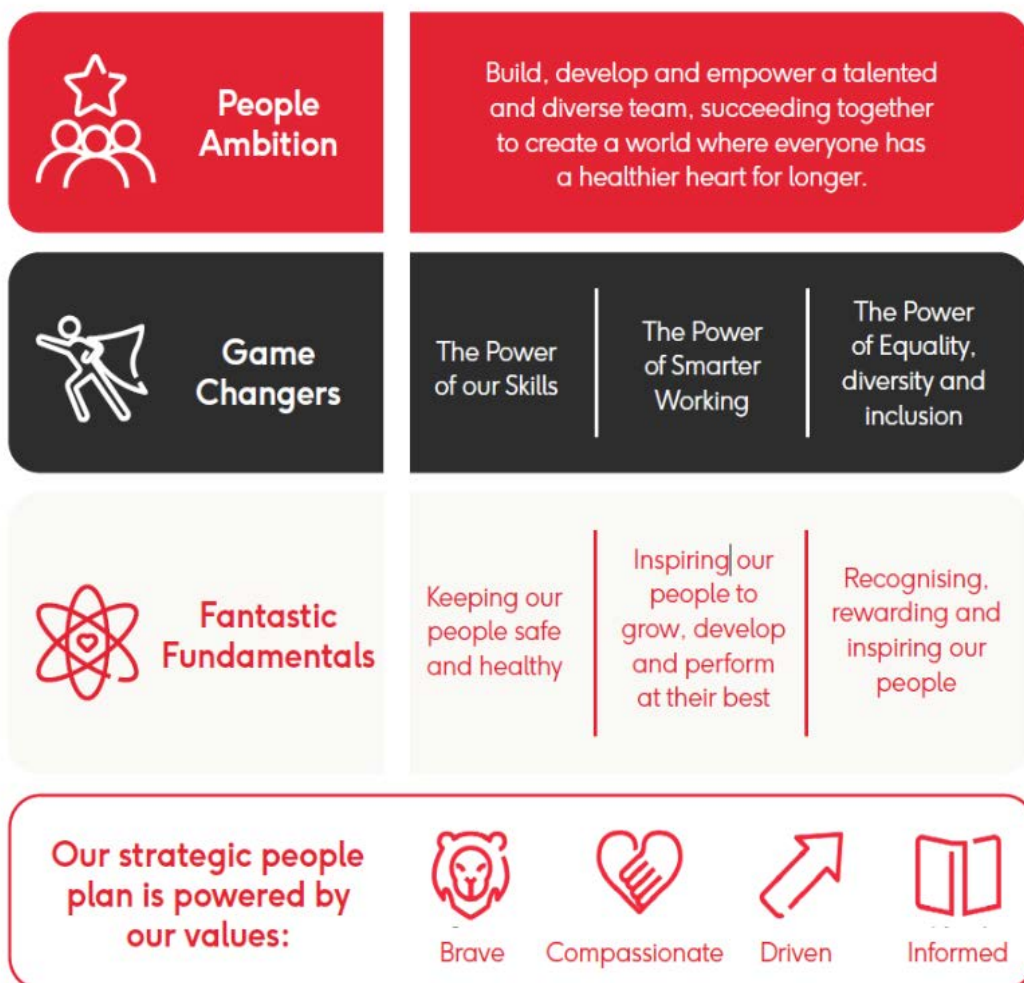 People
Ambition
Build, develop and empower a talented
and diverse team, succeeding together
to create a world where everyone has
a healthier heart for longer.
Game
Changers
The Power
of our Skills
The Power
of Smarter
Working
The Power
of Equality,
diversity and
inclusion
Fantastic
Fundamentals
Keeping our
people safe
and healthy
Inspiring our
people to
grow, develop
and perform
at their best
Recognising,
rewarding and
inspiring our
people
Our strategic people
plan is powered by
our values:
Brave
Compassionate
Driven
Informed